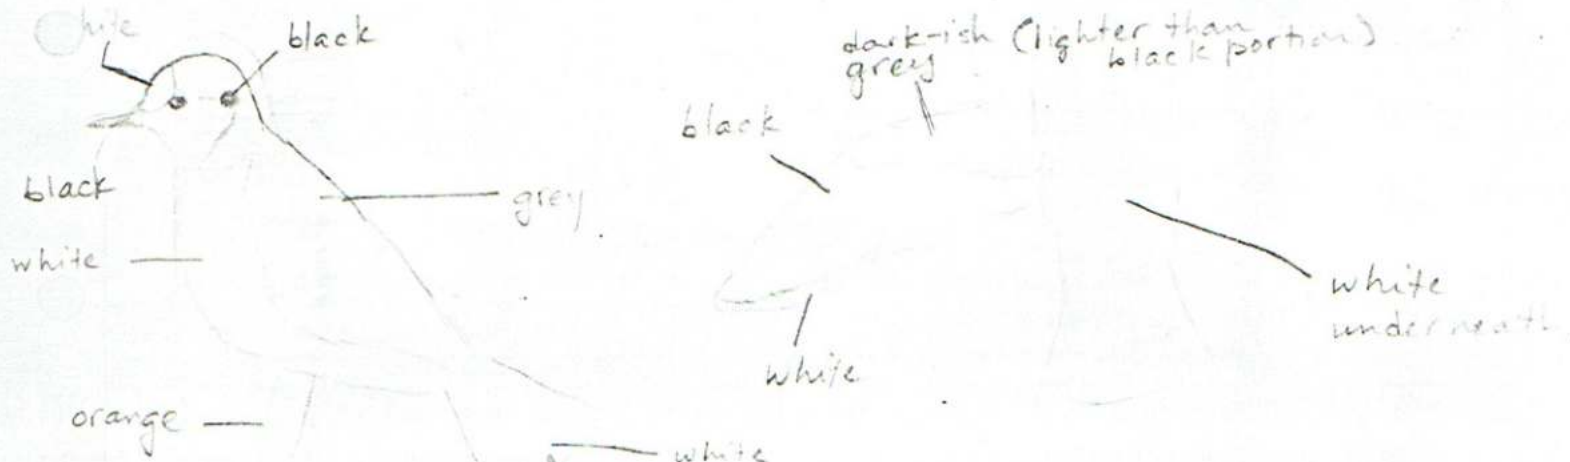 black
dark-ish (lighter than
grey black portion)
black
black
grey
white
white
underneath
white
orange
white